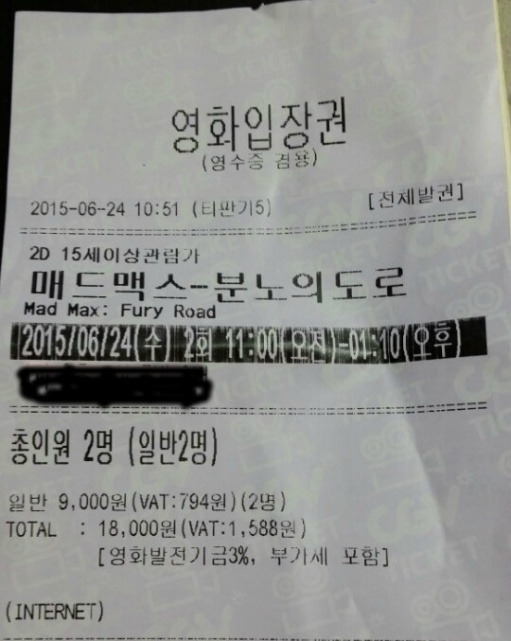 영화입장권
(영수증 겸용)
2015-06-24 10:51 (티판기5) [전체발권]
2D 15세이상관람가
매드맥스-분노의도로
Mad Max: Fury Road
2015/06/24(수) 2회 11:00(오전)-01:10(오후)
총인원 2명 (일반2명)
일반 9,000원(VAT:794원)(2명)
TOTAL : 18,000원(VAT:1,588원)
[영화발전기금3%, 부가세 포함]
(INTERNET)